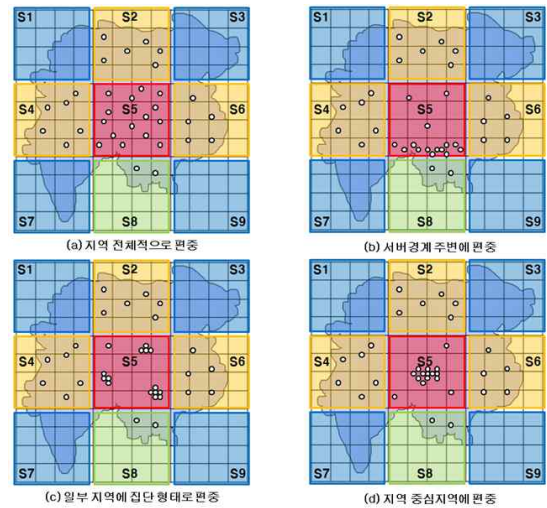 S1 S2 S3 S1 S2 S3
S4 S5 S6 S4 S5 S6
S7 S8 S9 S7 S8 S9
(a) 지역 전체적으로 편중 (b) 서버경계 주변에 편중
S1 S2 S3 S1 S2 S3
S4 S5 S6 S4 S5 S6
S7 S8 S9 S7 S8 S9
(c) 일부 지역에 집단 형태로 편중 (d) 지역 중심지역에 편중